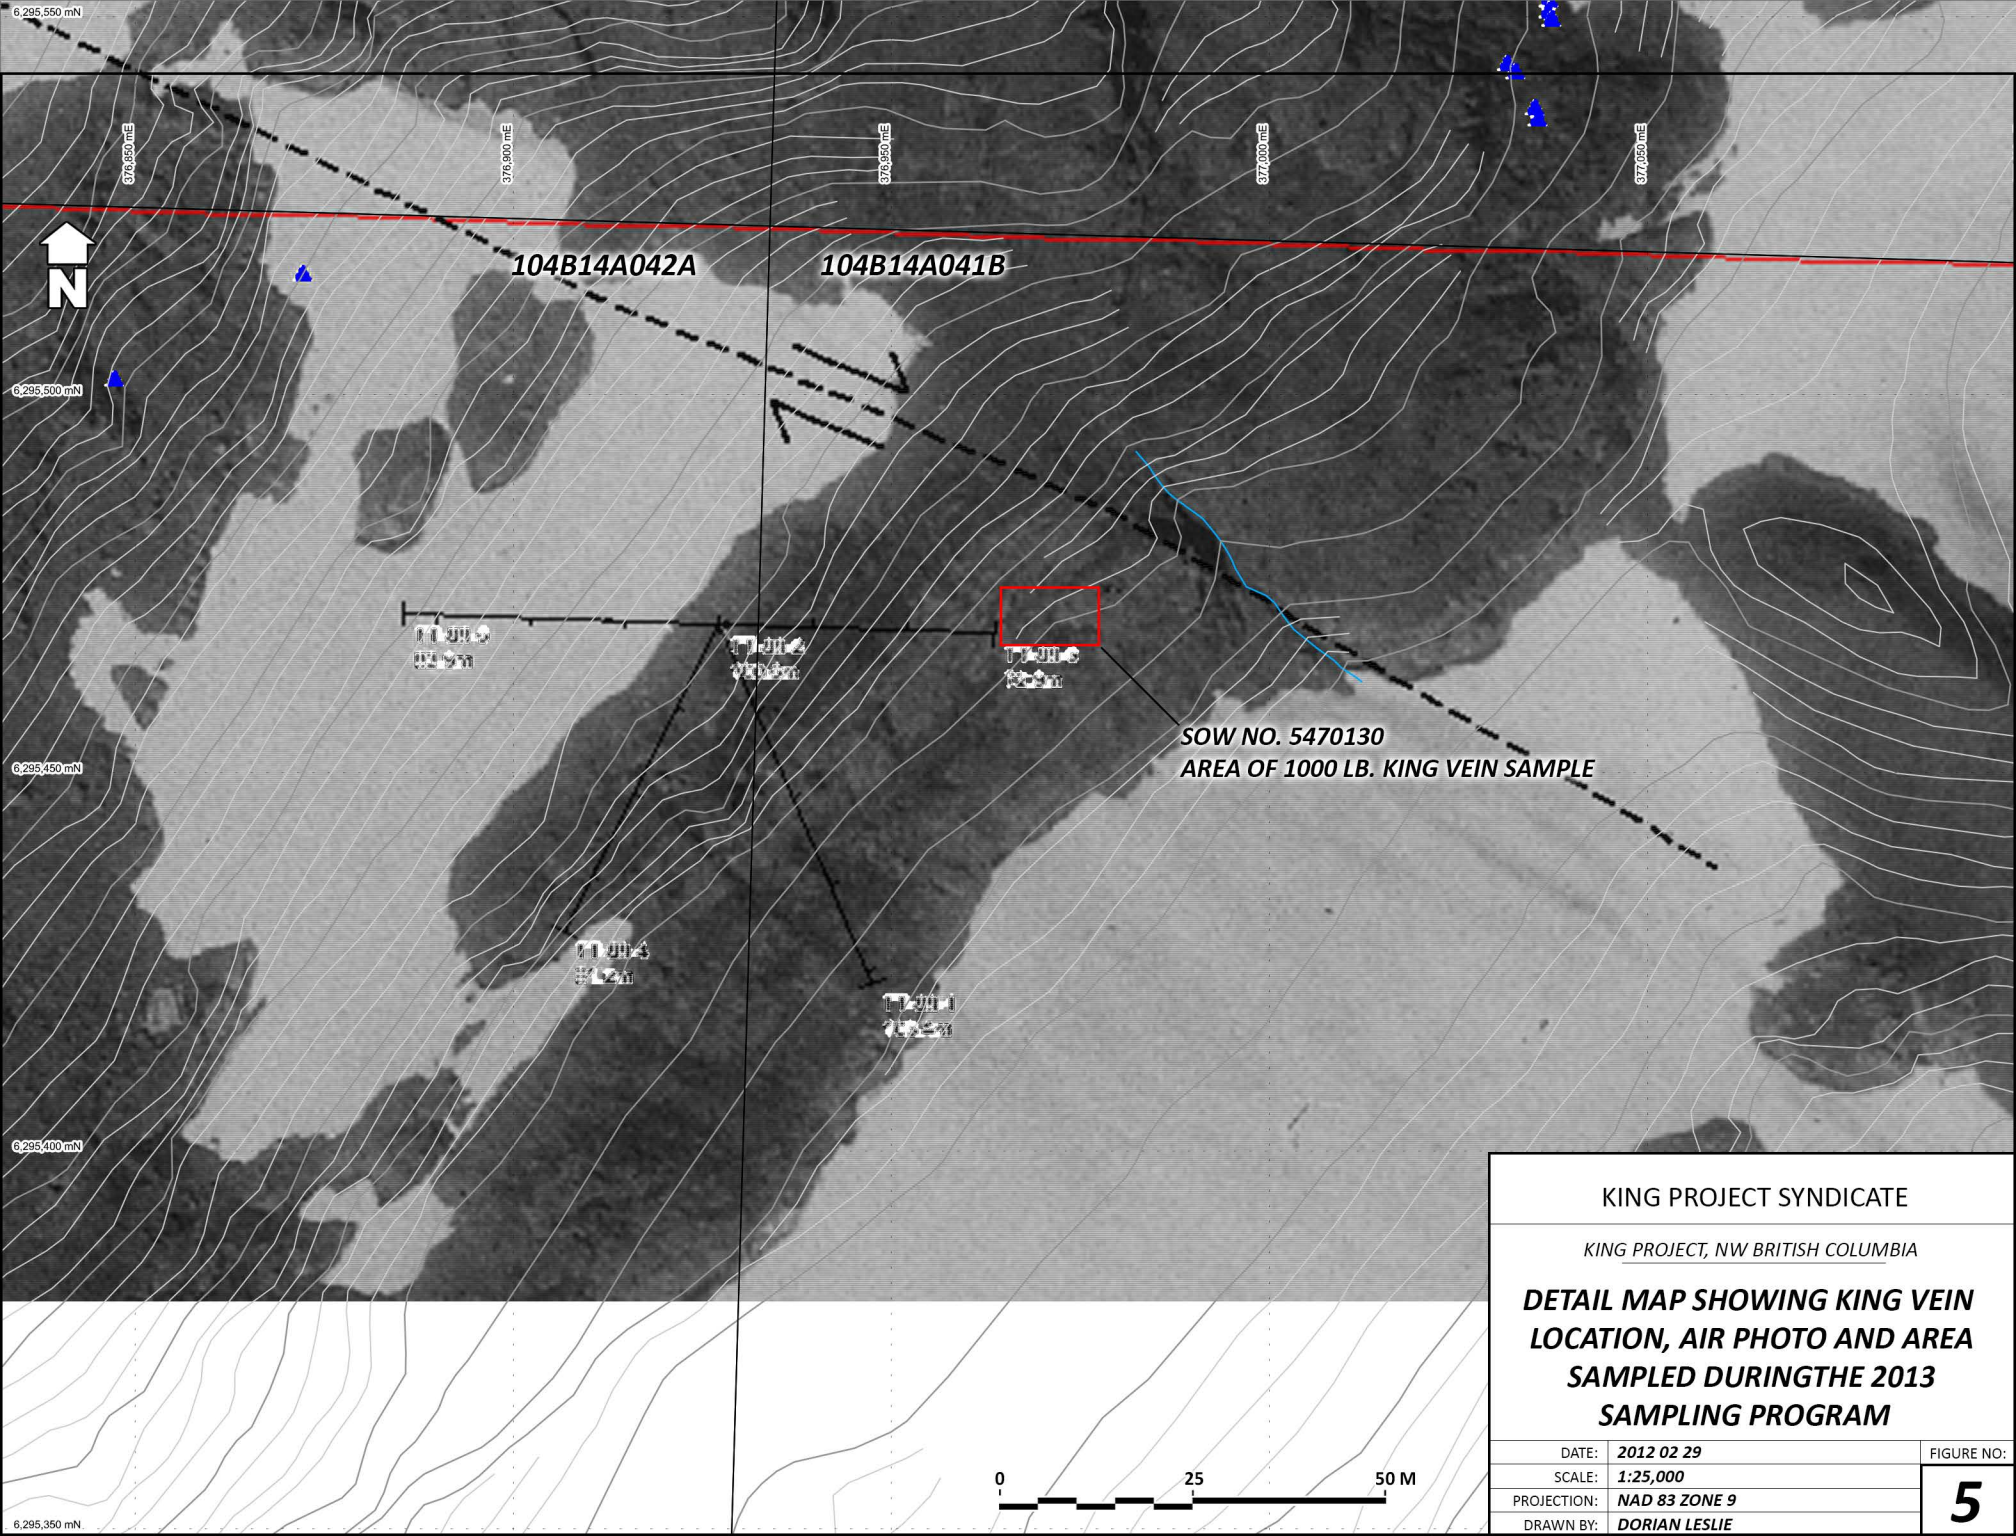 6,295,550 mN
376,850 mE
376,900 mE
376,950 mE
377,000 mE
377,050 mE
N
104B14A042A
104B14A041B
6,295,500 mN
SOW NO. 5470130
AREA OF 1000 LB. KING VEIN SAMPLE
6,295,450 mN
6,295,400 mN
6,295,350 mN
0 25 50 M
KING PROJECT SYNDICATE
KING PROJECT, NW BRITISH COLUMBIA
DETAIL MAP SHOWING KING VEIN
LOCATION, AIR PHOTO AND AREA
SAMPLED DURINGTHE 2013
SAMPLING PROGRAM
DATE: 2012 02 29
FIGURE NO:
SCALE: 1:25,000
PROJECTION: NAD 83 ZONE 9
5
DRAWN BY: DORIAN LESLIE